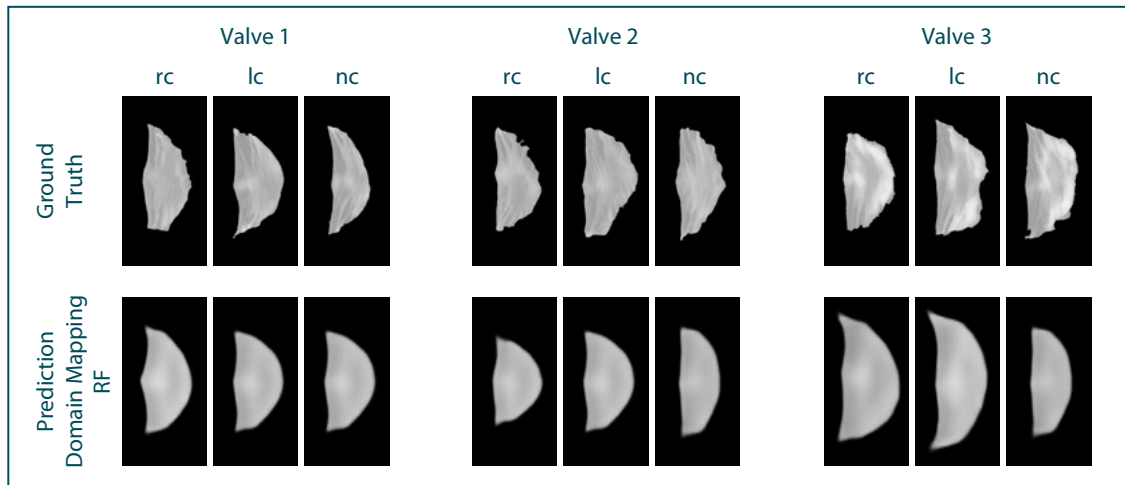 Valve 1 Valve 2 Valve 3
rc lc nc rc lc nc rc lc nc
Ground
Truth
Prediction
Domain Mapping
RF